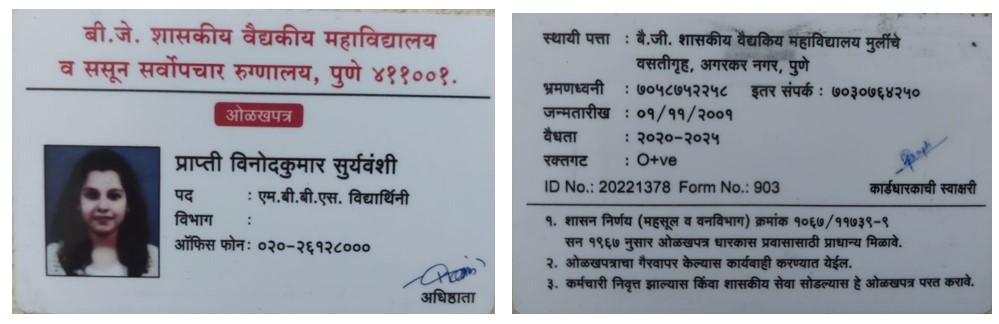 बी.जे. शासकीय वैद्यकीय महाविद्यालय
व ससून सर्वोपचार रुग्णालय, पुणे ४११००१.
ओळखपत्र
प्राप्ती विनोदकुमार सुर्यवंशी
पद : एम.बी.बी.एस. विद्यार्थिनी
विभाग :
ऑफिस फोन: ०२०-२६१२८०००
अधिष्ठाता
स्थायी पत्ता : बै.जी. शासकीय वैद्यकिय महाविद्यालय मुलींचे
वसतीगृह, अगरकर नगर, पुणे
भ्रमणध्वनी : ७०५८७५२२५८ इतर संपर्क : ७०३०७६४२५०
जन्मतारीख : ०१/११/२००१
वैधता : २०२०-२०२५
रक्तगट : O+ve
ID No.: 20221378 Form No.: 903
कार्डधारकाची स्वाक्षरी
१. शासन निर्णय (महसूल व वनविभाग) क्रमांक १०६७/११७३९-९
सन १९६७ नुसार ओळखपत्र धारकास प्रवासासाठी प्राधान्य मिळावे.
२. ओळखपत्राचा गैरवापर केल्यास कार्यवाही करण्यात येईल.
३. कर्मचारी निवृत्त झाल्यास किंवा शासकीय सेवा सोडल्यास हे ओळखपत्र परत करावे.